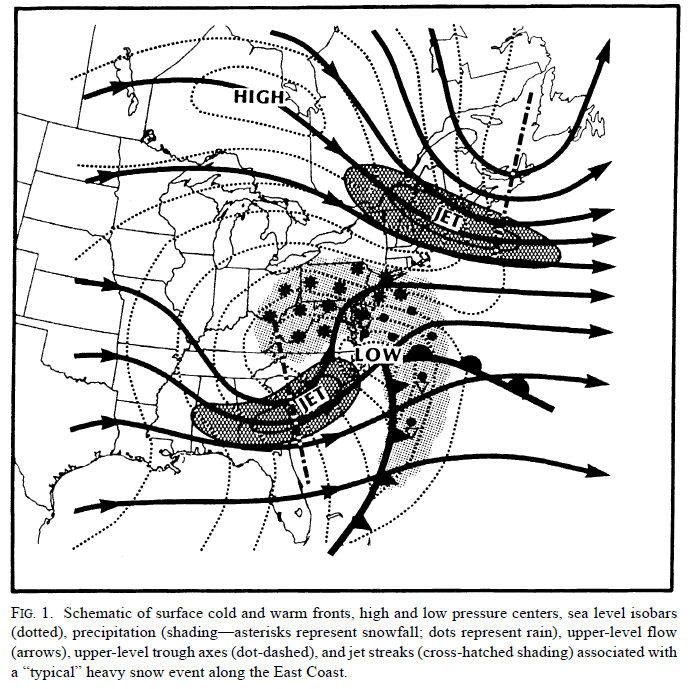 HIGH
JET
LOW
JET
FIG. 1. Schematic of surface cold and warm fronts, high and low pressure centers, sea level isobars
(dotted), precipitation (shading—asterisks represent snowfall; dots represent rain), upper-level flow
(arrows), upper-level trough axes (dot-dashed), and jet streaks (cross-hatched shading) associated with
a “typical” heavy snow event along the East Coast.